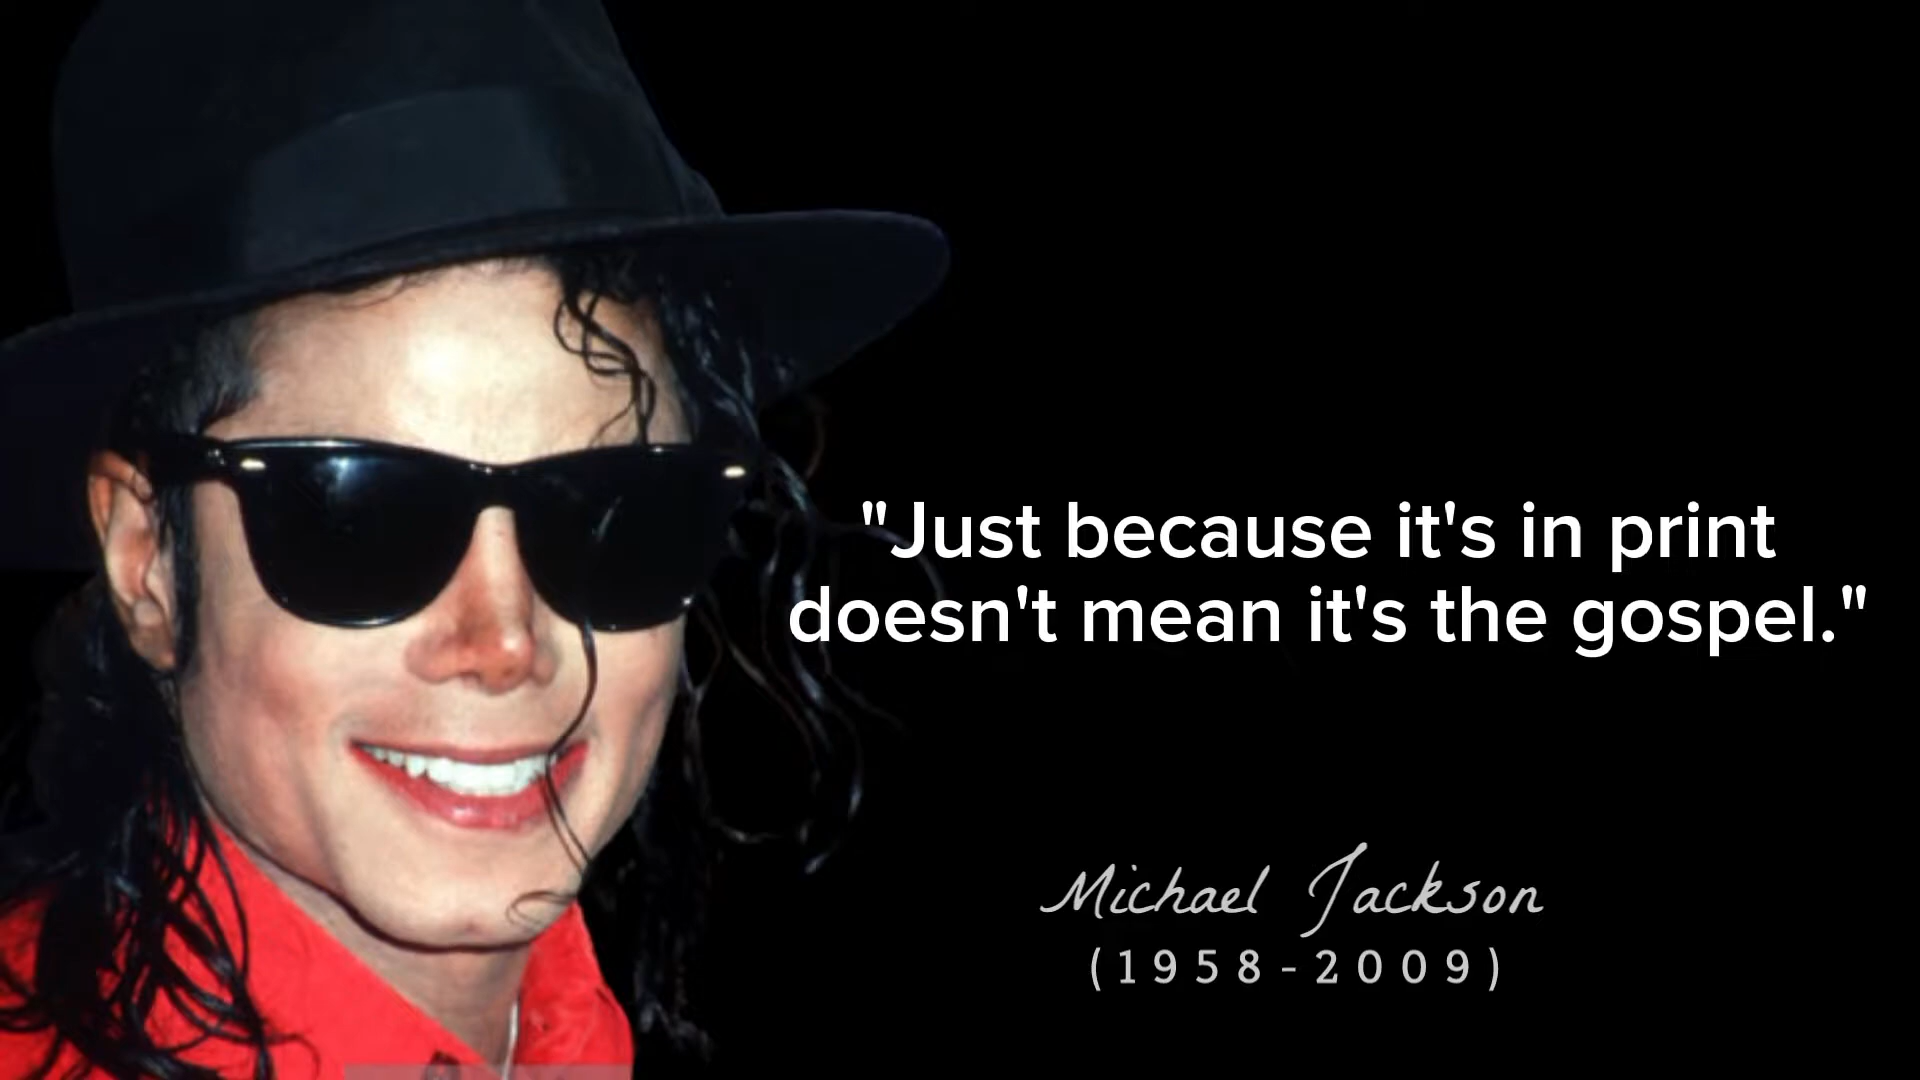 "Just because it's in print
doesn't mean it's the gospel."
Michael Jackson
(1958-2009)